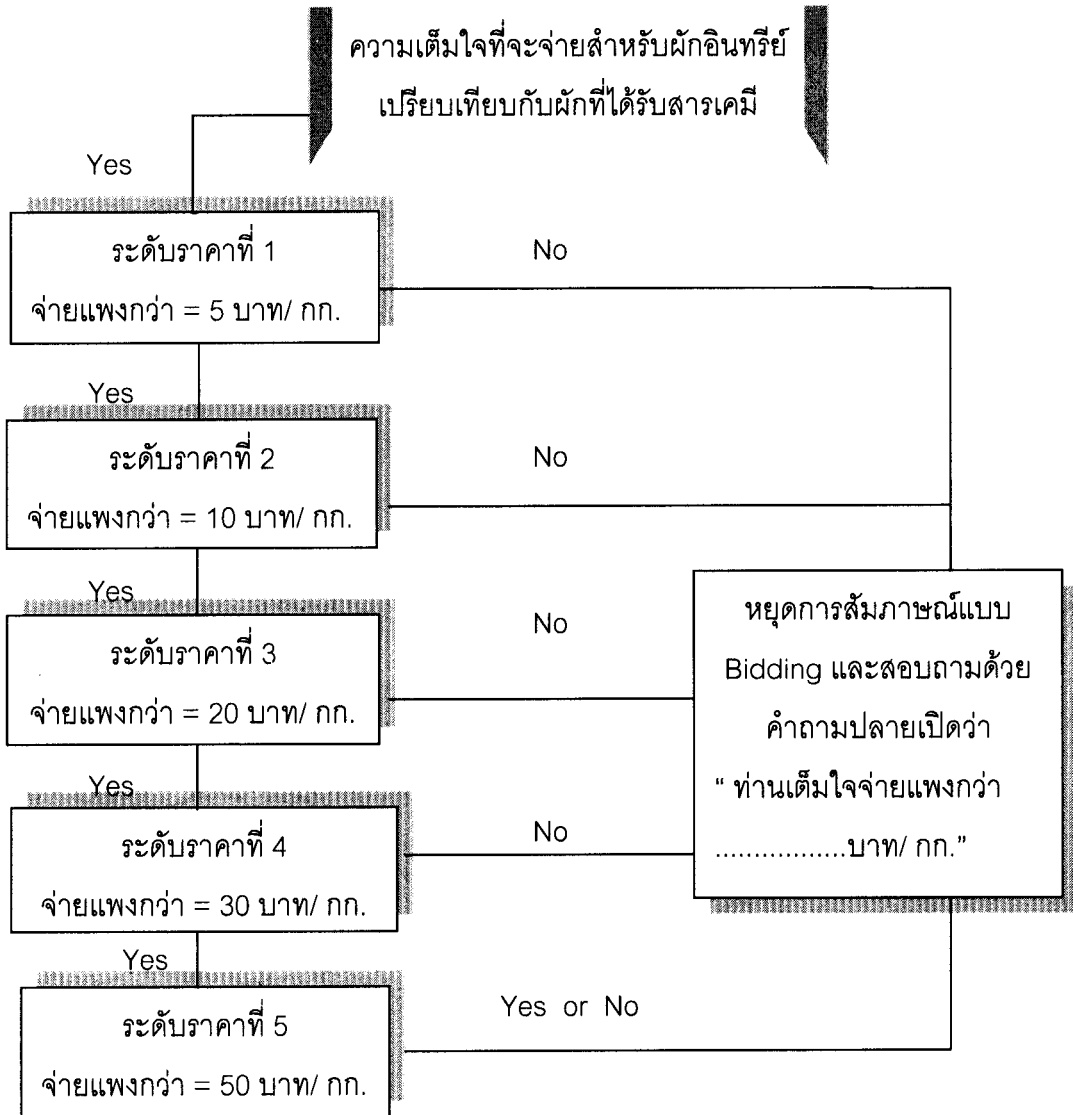 ความเต็มใจที่จะจ่ายสำหรับผักอินทรีย์
เปรียบเทียบกับผักที่ได้รับสารเคมี
Yes
ระดับราคาที่ 1
จ่ายแพงกว่า = 5 บาท/ กก.
No
Yes
ระดับราคาที่ 2
จ่ายแพงกว่า = 10 บาท/ กก.
No
Yes
ระดับราคาที่ 3
จ่ายแพงกว่า = 20 บาท/ กก.
No
หยุดการสัมภาษณ์แบบ
Bidding และสอบถามด้วย
คำถามปลายเปิดว่า
“ ท่านเต็มใจจ่ายแพงกว่า
.................บาท/ กก.”
Yes
ระดับราคาที่ 4
จ่ายแพงกว่า = 30 บาท/ กก.
No
Yes
ระดับราคาที่ 5
จ่ายแพงกว่า = 50 บาท/ กก.
Yes or No